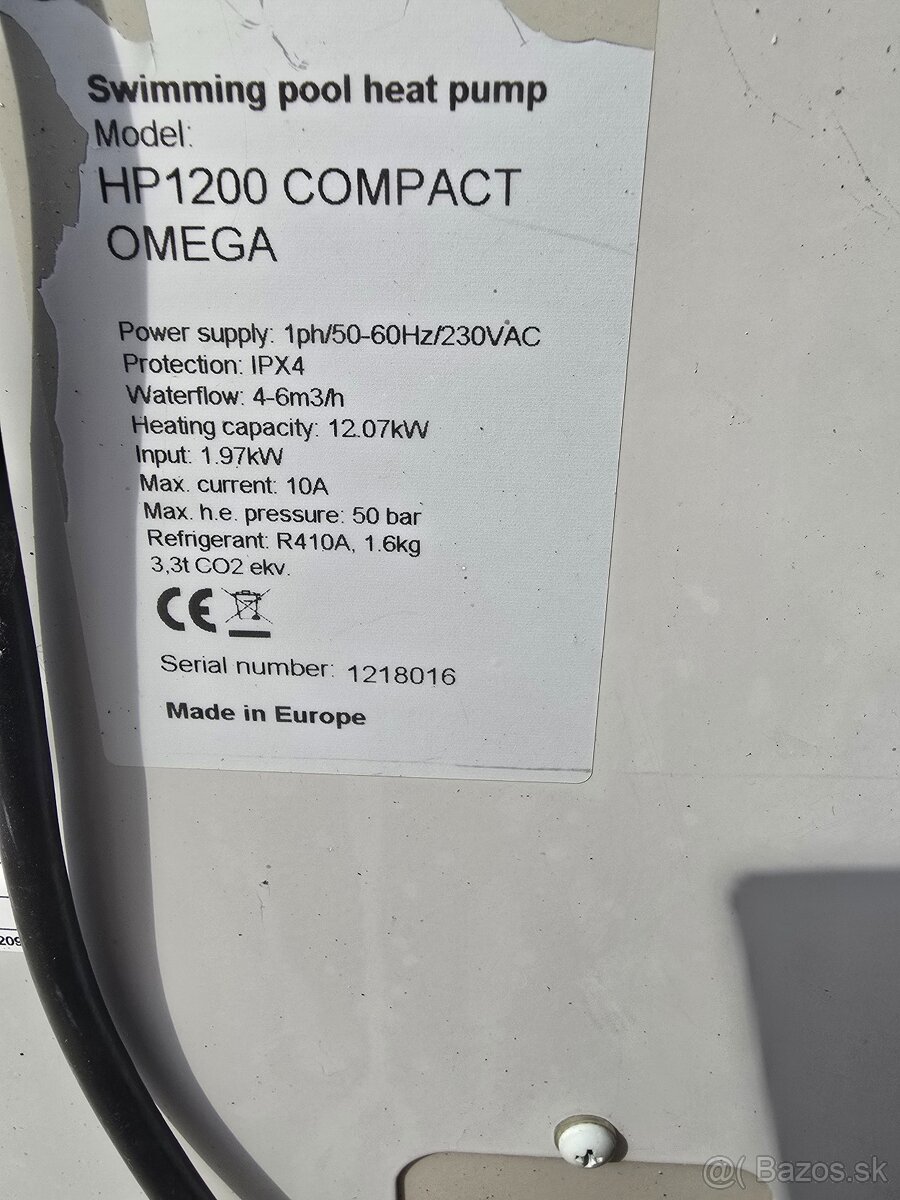 Swimming pool heat pump
Model:
HP1200 COMPACT
OMEGA
Power supply: 1ph/50-60Hz/230VAC
Protection: IPX4
Waterflow: 4-6m3/h
Heating capacity: 12.07kW
Input: 1.97kW
Max. current: 10A
Max. h.e. pressure: 50 bar
Refrigerant: R410A, 1.6kg
3,3t CO2 ekv.
CE
Serial number: 1218016
Made in Europe
209
@( Bazos.sk